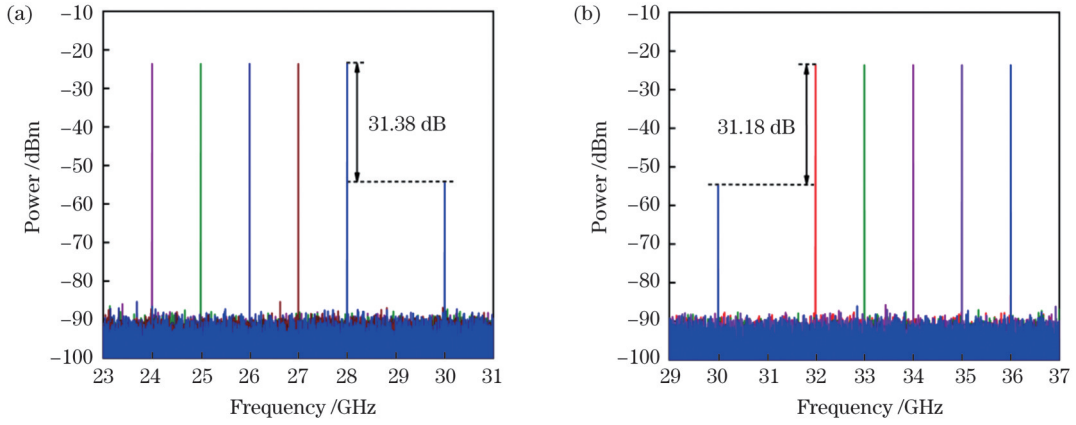 (a)
Power /dBm
−10
−20
−30
−40
−50
−60
−70
−80
−90
−100
31.38 dB
23 24 25 26 27 28 29 30 31
Frequency /GHz
(b)
Power /dBm
−10
−20
−30
−40
−50
−60
−70
−80
−90
−100
31.18 dB
29 30 31 32 33 34 35 36 37
Frequency /GHz